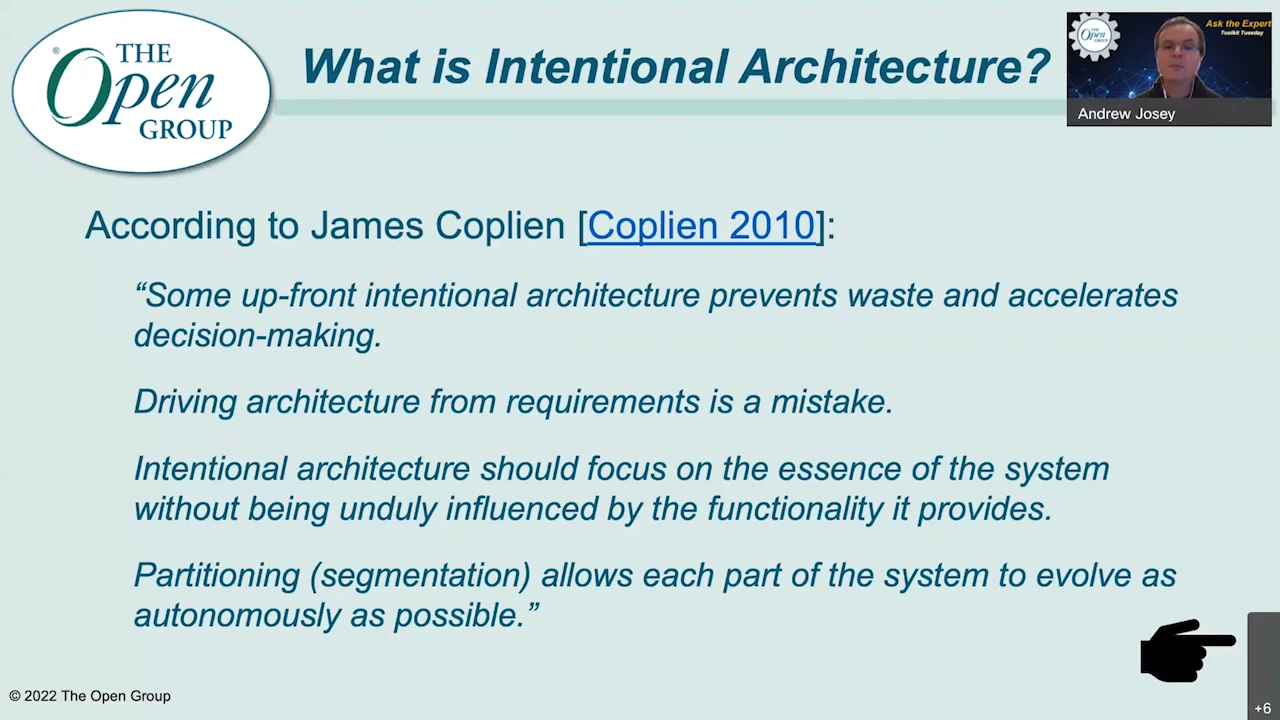 ® THE
Open
GROUP
What is Intentional Architecture?
Open
GROUP
Ask the Expert
Toolkit Tuesday
Andrew Josey
According to James Coplien [Coplien 2010]:
“Some up-front intentional architecture prevents waste and accelerates
decision-making.
Driving architecture from requirements is a mistake.
Intentional architecture should focus on the essence of the system
without being unduly influenced by the functionality it provides.
Partitioning (segmentation) allows each part of the system to evolve as
autonomously as possible.”
© 2022 The Open Group
+6